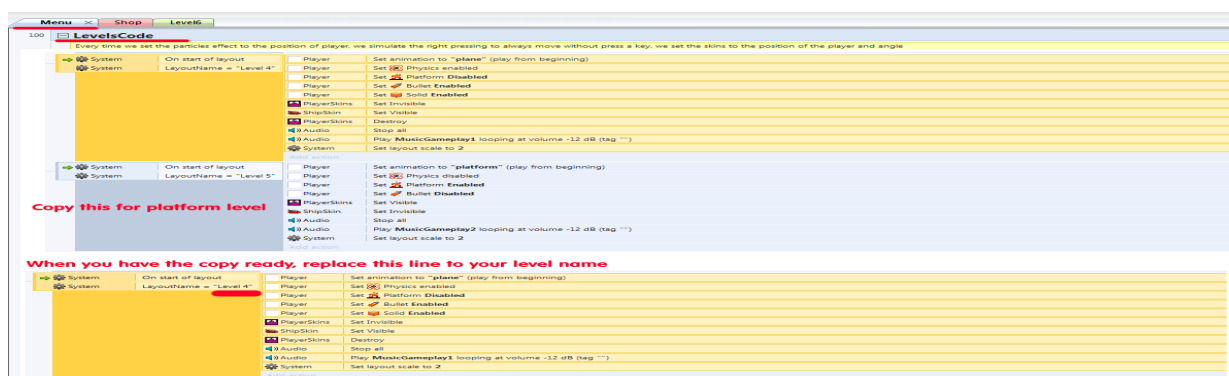 Menu × Shop Level6
100 LevelsCode
Every time we set the particles effect to the position of player, we simulate the right pressing to always move without press a key, we set the skins to the position of the player and angle
System On start of layout Player Set animation to "plane" (play from beginning)
System LayoutName = "Level 4" Player Set Physics enabled
Player Set Platform Disabled
Player Set Bullet Enabled
Player Set Solid Enabled
PlayerSkins Set Invisible
ShipSkin Set Visible
PlayerSkins Destroy
Audio Stop all
Audio Play MusicGameplay1 looping at volume -12 dB (tag "")
System Set layout scale to 2
Add action
System On start of layout Player Set animation to "platform" (play from beginning)
System LayoutName = "Level 5" Player Set Physics disabled
Player Set Platform Enabled
Player Set Bullet Disabled
PlayerSkins Set Visible
Copy this for platform level
ShipSkin Set Invisible
Audio Stop all
Audio Play MusicGameplay2 looping at volume -12 dB (tag "")
System Set layout scale to 2
Add action
When you have the copy ready, replace this line to your level name
System On start of layout Player Set animation to "plane" (play from beginning)
System LayoutName = "Level 4" Player Set Physics enabled
Player Set Platform Disabled
Player Set Bullet Enabled
Player Set Solid Enabled
PlayerSkins Set Invisible
ShipSkin Set Visible
PlayerSkins Destroy
Audio Stop all
Audio Play MusicGameplay1 looping at volume -12 dB (tag "")
System Set layout scale to 2
Add action